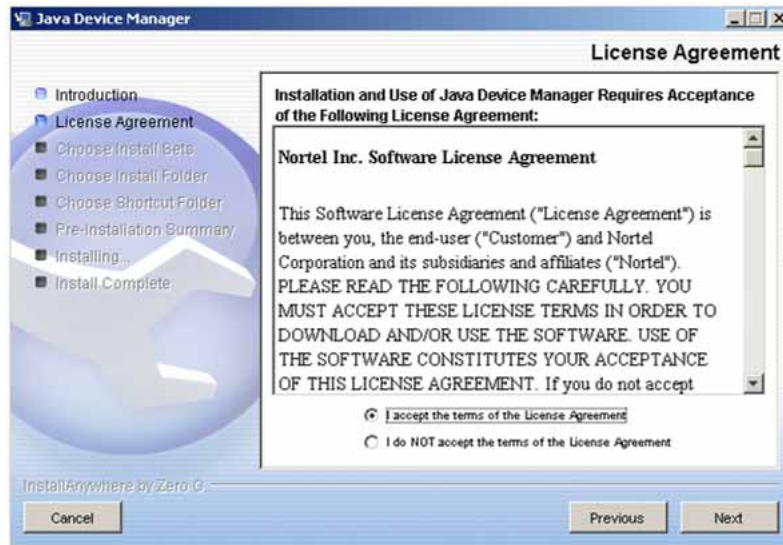 Java Device Manager
License Agreement
Introduction
License Agreement
Choose Install Sets
Choose Install Folder
Choose Shortcut Folder
Pre-Installation Summary
Installing...
Install Complete
Installation and Use of Java Device Manager Requires Acceptance
of the Following License Agreement:
Nortel Inc. Software License Agreement
This Software License Agreement ("License Agreement") is
between you, the end-user ("Customer") and Nortel
Corporation and its subsidiaries and affiliates ("Nortel").
PLEASE READ THE FOLLOWING CAREFULLY. YOU
MUST ACCEPT THESE LICENSE TERMS IN ORDER TO
DOWNLOAD AND/OR USE THE SOFTWARE. USE OF
THE SOFTWARE CONSTITUTES YOUR ACCEPTANCE
OF THIS LICENSE AGREEMENT. If you do not accept
I accept the terms of the License Agreement
I do NOT accept the terms of the License Agreement
InstallAnywhere by Zero G
Cancel
Previous
Next